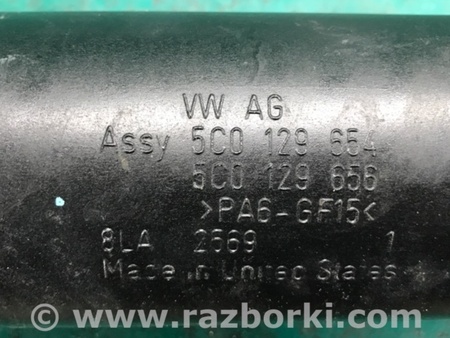 VW AG
Assy 5C0 129 654
5C0 129 656
>PA6-GF15<
8LA 2569 1
Made in United States
© www.razborki.com